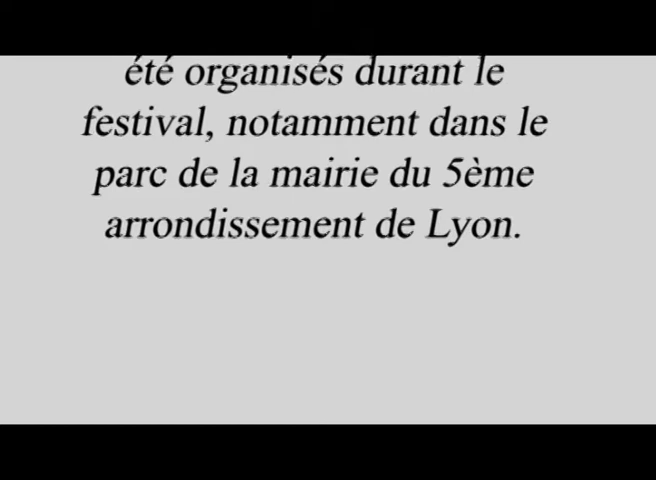 été organisés durant le
festival, notamment dans le
parc de la mairie du 5ème
arrondissement de Lyon.